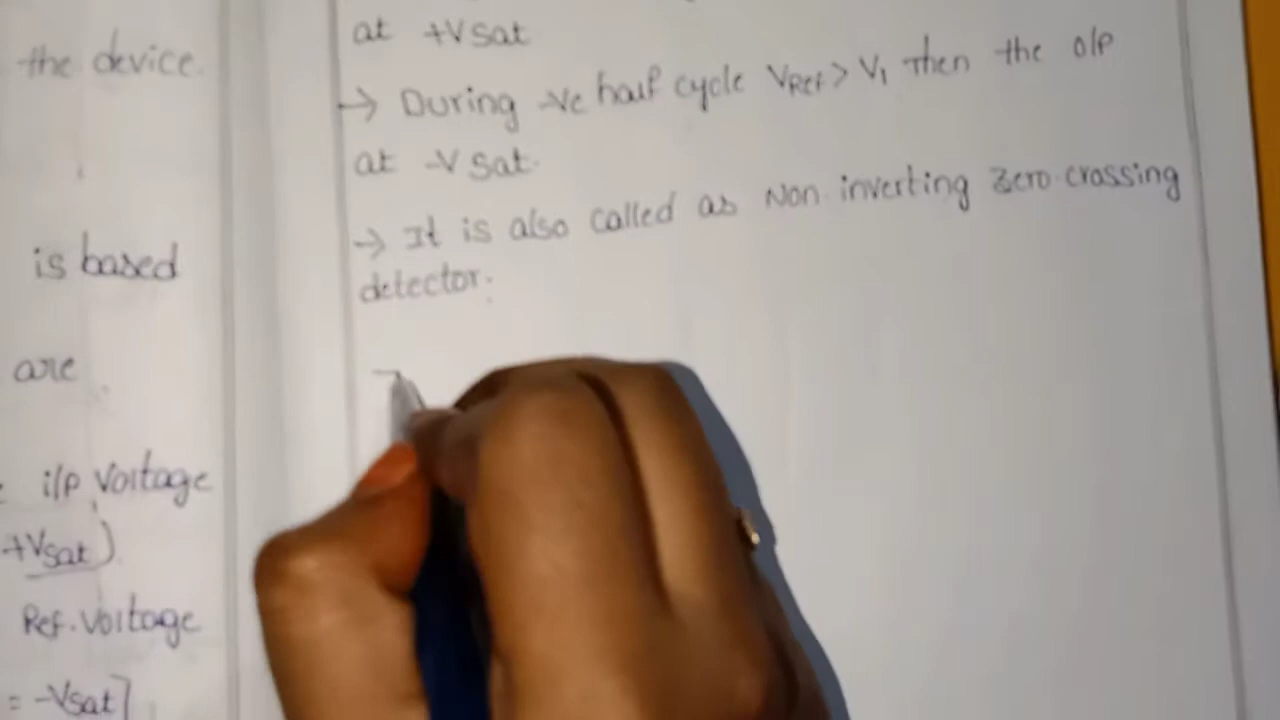 the device.
is based
are
i/p Voltage
+Vsat)
Ref. Voltage
= -Vsat]
at +Vsat
→ During -Ve half cycle VRef > V1 then the o/p
at -Vsat.
→ It is also called as Non-inverting Zero-crossing
detector.